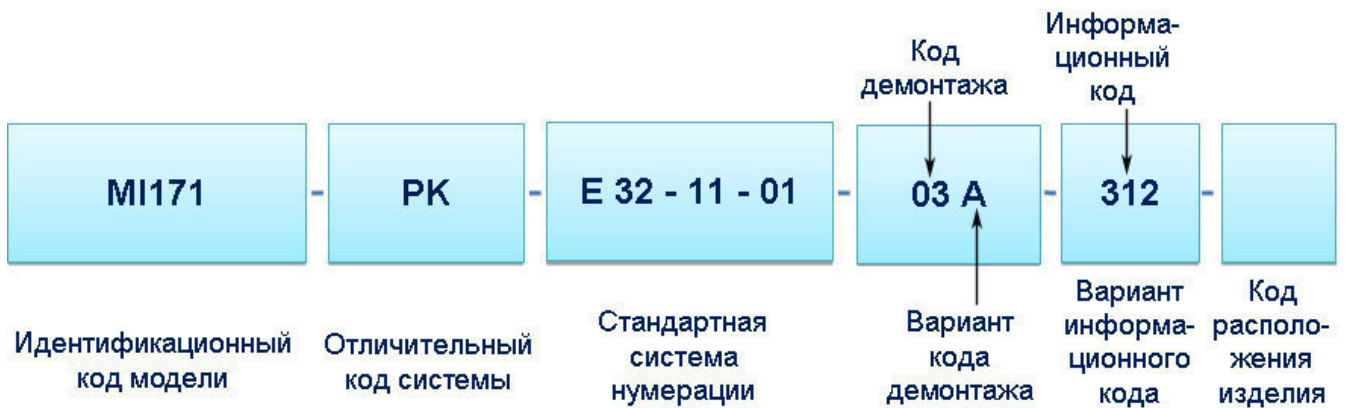 Код
демонтажа
Информа-
ционный
код
MI171 - PK - E 32 - 11 - 01 - 03 A - 312 -
Идентификационный
код модели
Отличительный
код системы
Стандартная
система
нумерации
Вариант
кода
демонтажа
Вариант
информа-
ционного
кода
Код
располо-
жения
изделия